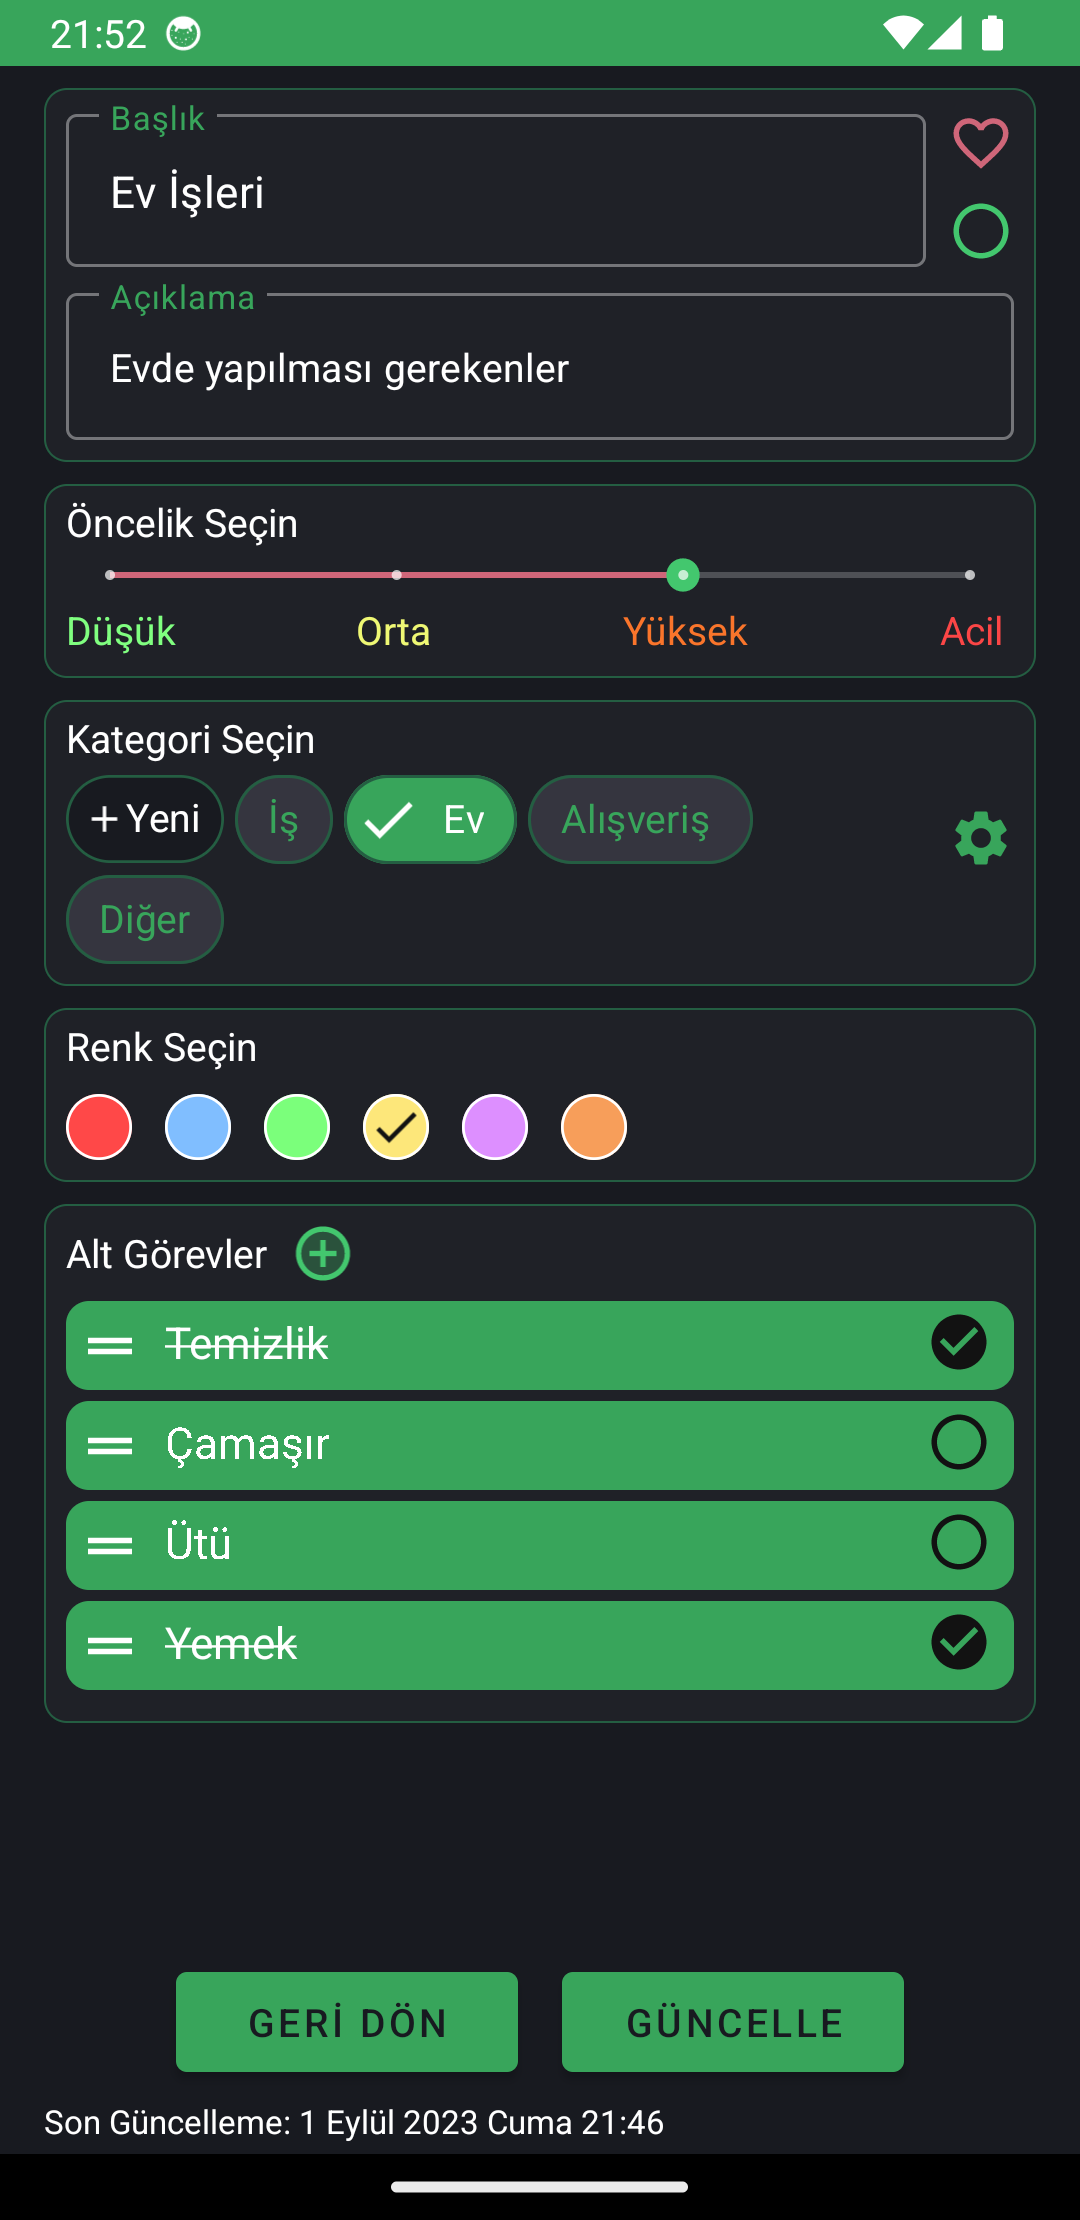 21:52
Başlık
Ev İşleri
Açıklama
Evde yapılması gerekenler
Öncelik Seçin
Düşük Orta Yüksek Acil
Kategori Seçin
+Yeni İş Ev Alışveriş
Diğer
Renk Seçin
Alt Görevler
Temizlik
Çamaşır
Ütü
Yemek
GERİ DÖN GÜNCELLE
Son Güncelleme: 1 Eylül 2023 Cuma 21:46